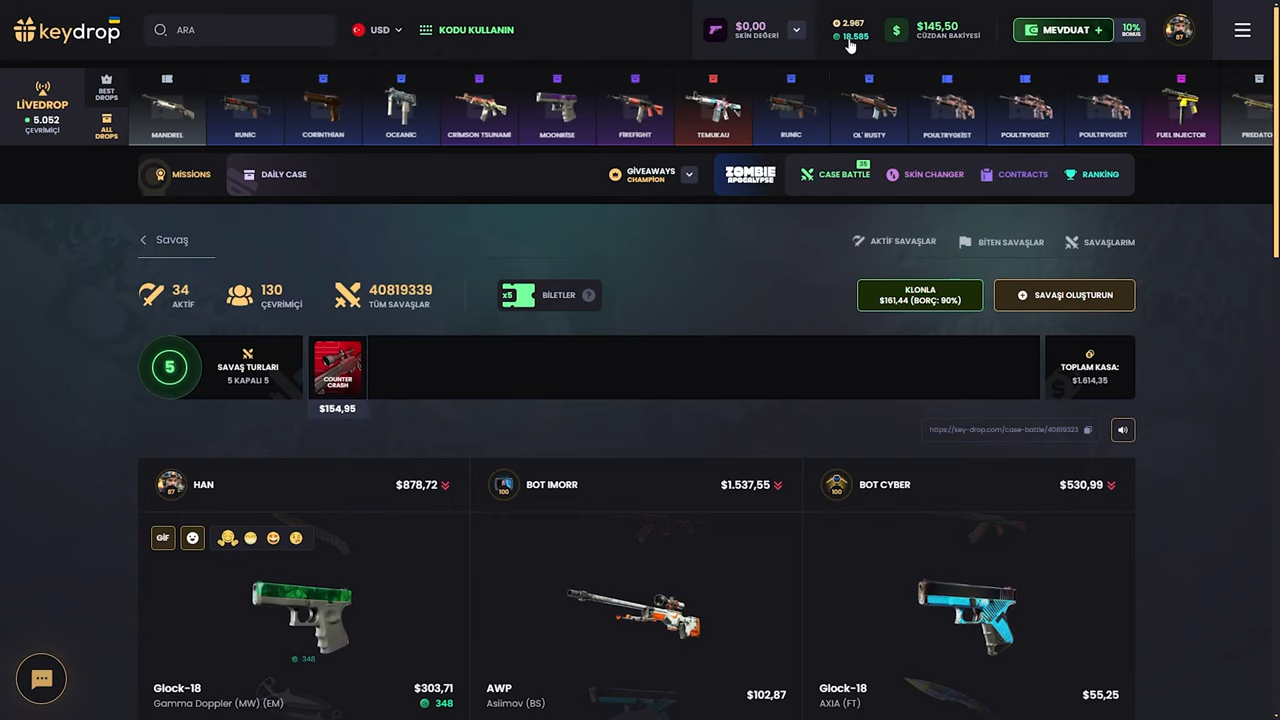 keydrop
ARA
USD
KODU KULLANIN
$0,00
SKIN DEĞERİ
2.967
18.585
$
$145,50
CÜZDAN BAKİYESİ
MEVDUAT +
10%
BONUS
87
LIVEDROP
5.052
ÇEVRİMİÇİ
BEST
DROPS
ALL
DROPS
MANDREL
RUNIC
CORINTHIAN
OCEANIC
CRIMSON TSUNAMI
MOONRISE
FIREFIGHT
TEMUKAU
RUNIC
OL' RUSTY
POULTRYGEIST
POULTRYGEIST
POULTRYGEIST
FUEL INJECTOR
PREDATO
MISSIONS
DAILY CASE
GIVEAWAYS
CHAMPION
ZOMBIE
APOCALYPSE
CASE BATTLE
35
SKIN CHANGER
CONTRACTS
RANKING
Savaş
AKTİF SAVAŞLAR
BİTEN SAVAŞLAR
SAVAŞLARIM
34
AKTİF
130
ÇEVRİMİÇİ
40819339
TÜM SAVAŞLAR
x5
BİLETLER
?
KLONLA
$161,44 (BORÇ: 90%)
SAVAŞI OLUŞTURUN
5
SAVAŞ TURLARI
5 KAPALI 5
COUNTER
CRASH
$154,95
TOPLAM KASA:
$1.614,35
https://key-drop.com/case-battle/40819323
87
HAN
$878,72
100
BOT IMORR
$1.537,55
100
BOT CYBER
$530,99
GIF
348
Glock-18
$303,71
Gamma Doppler (MW) (EM)
348
AWP
Asiimov (BS)
$102,87
Glock-18
AXIA (FT)
$55,25